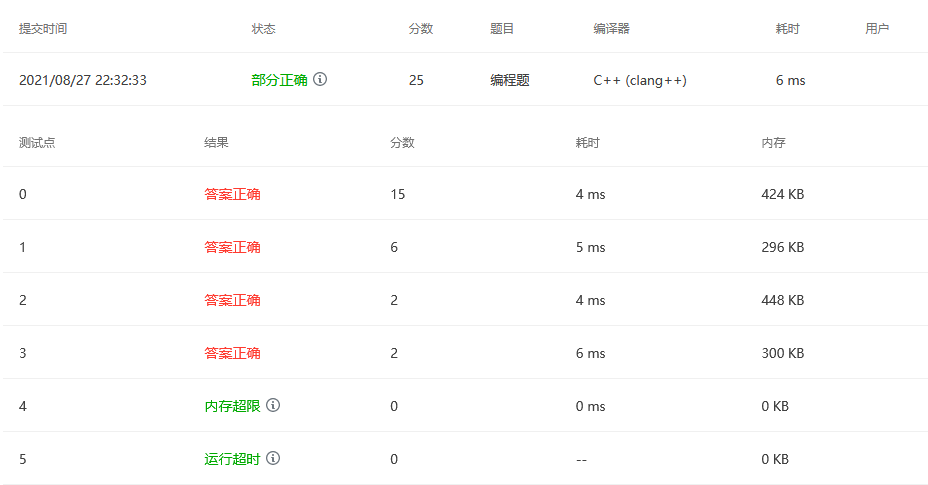 提交时间 状态 分数 题目 编译器 耗时 用户
2021/08/27 22:32:33 部分正确 25 编程题 C++ (clang++) 6 ms
测试点 结果 分数 耗时 内存
0 答案正确 15 4 ms 424 KB
1 答案正确 6 5 ms 296 KB
2 答案正确 2 4 ms 448 KB
3 答案正确 2 6 ms 300 KB
4 内存超限 0 0 ms 0 KB
5 运行超时 0 -- 0 KB